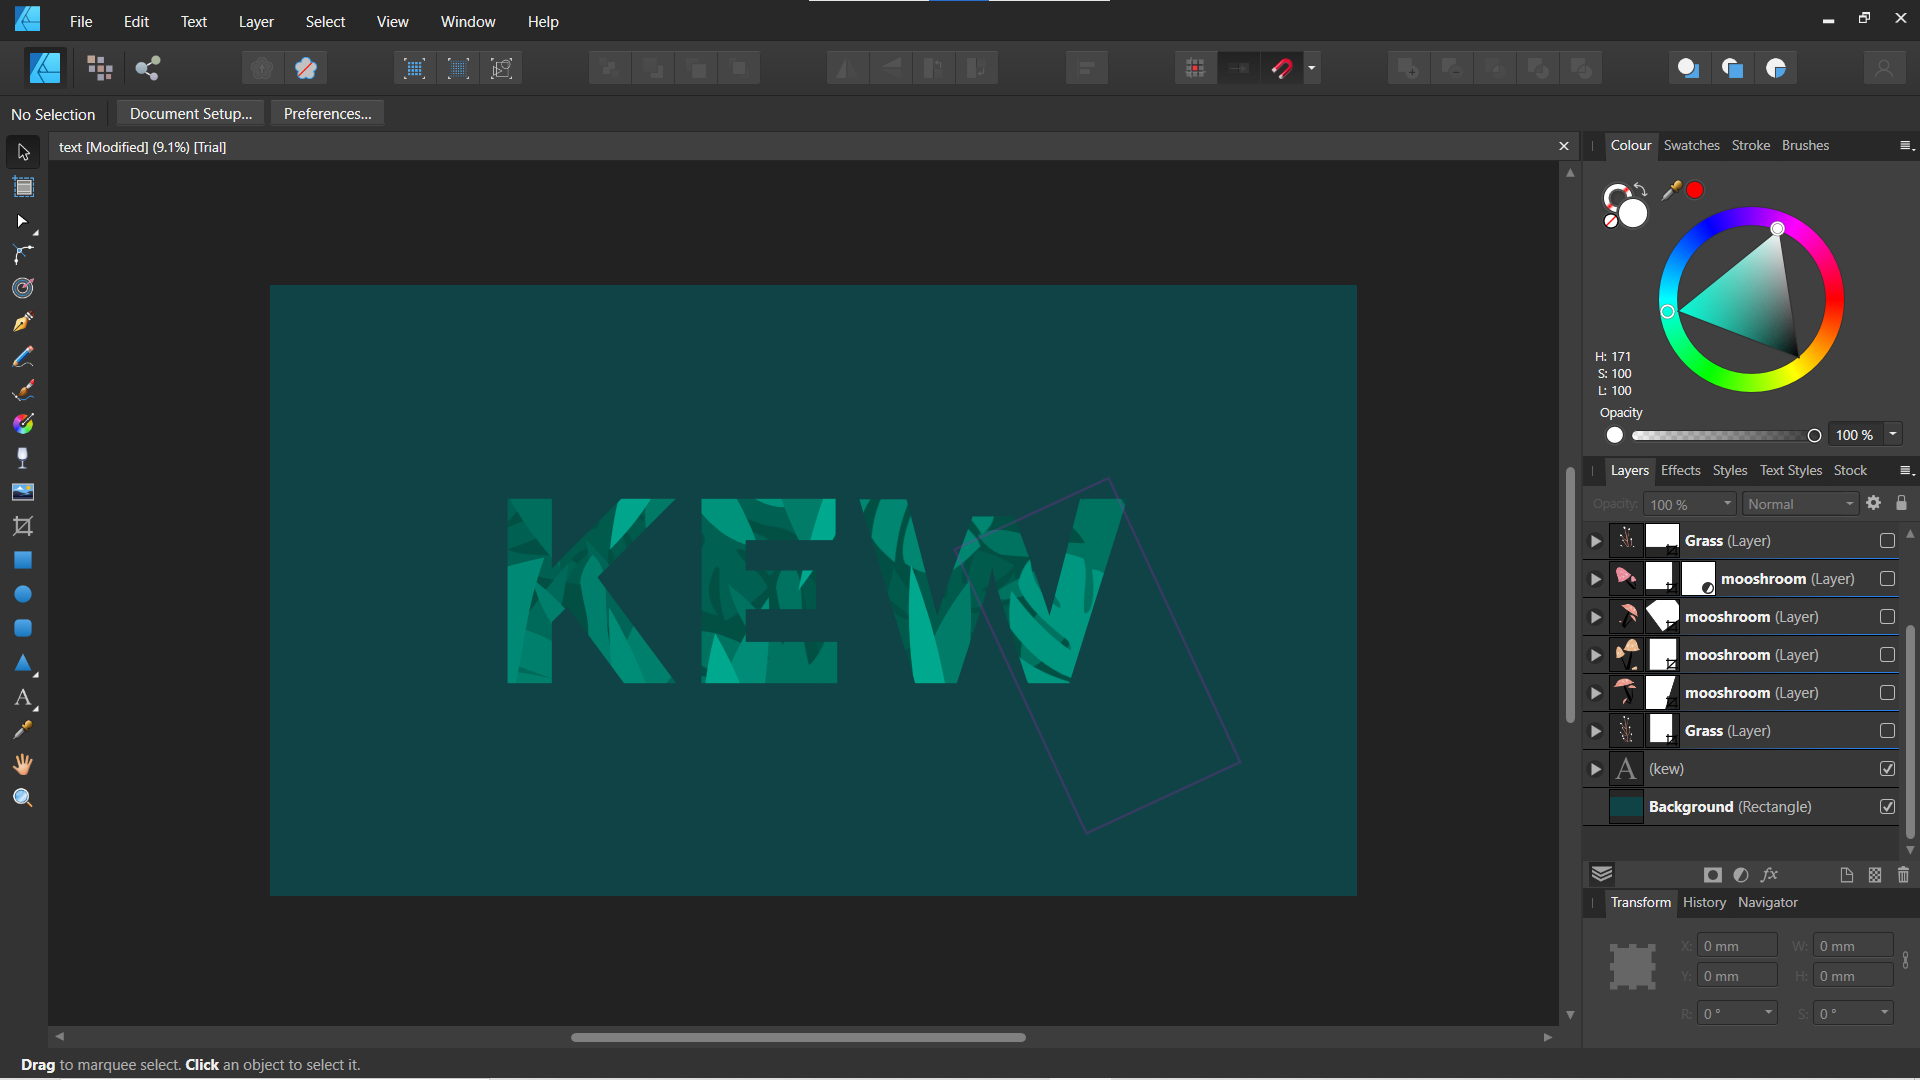 File Edit Text Layer Select View Window Help
No Selection Document Setup... Preferences...
text [Modified] (9.1%) [Trial]
Colour Swatches Stroke Brushes
H: 171
S: 100
L: 100
Opacity
100 %
KEW
Layers Effects Styles Text Styles Stock
Opacity: 100 % Normal
Grass (Layer)
mooshroom (Layer)
mooshroom (Layer)
mooshroom (Layer)
mooshroom (Layer)
Grass (Layer)
A (kew)
Background (Rectangle)
fx
Transform History Navigator
X: 0 mm W: 0 mm
Y: 0 mm H: 0 mm
R: 0 ° S: 0 °
Drag to marquee select. Click an object to select it.